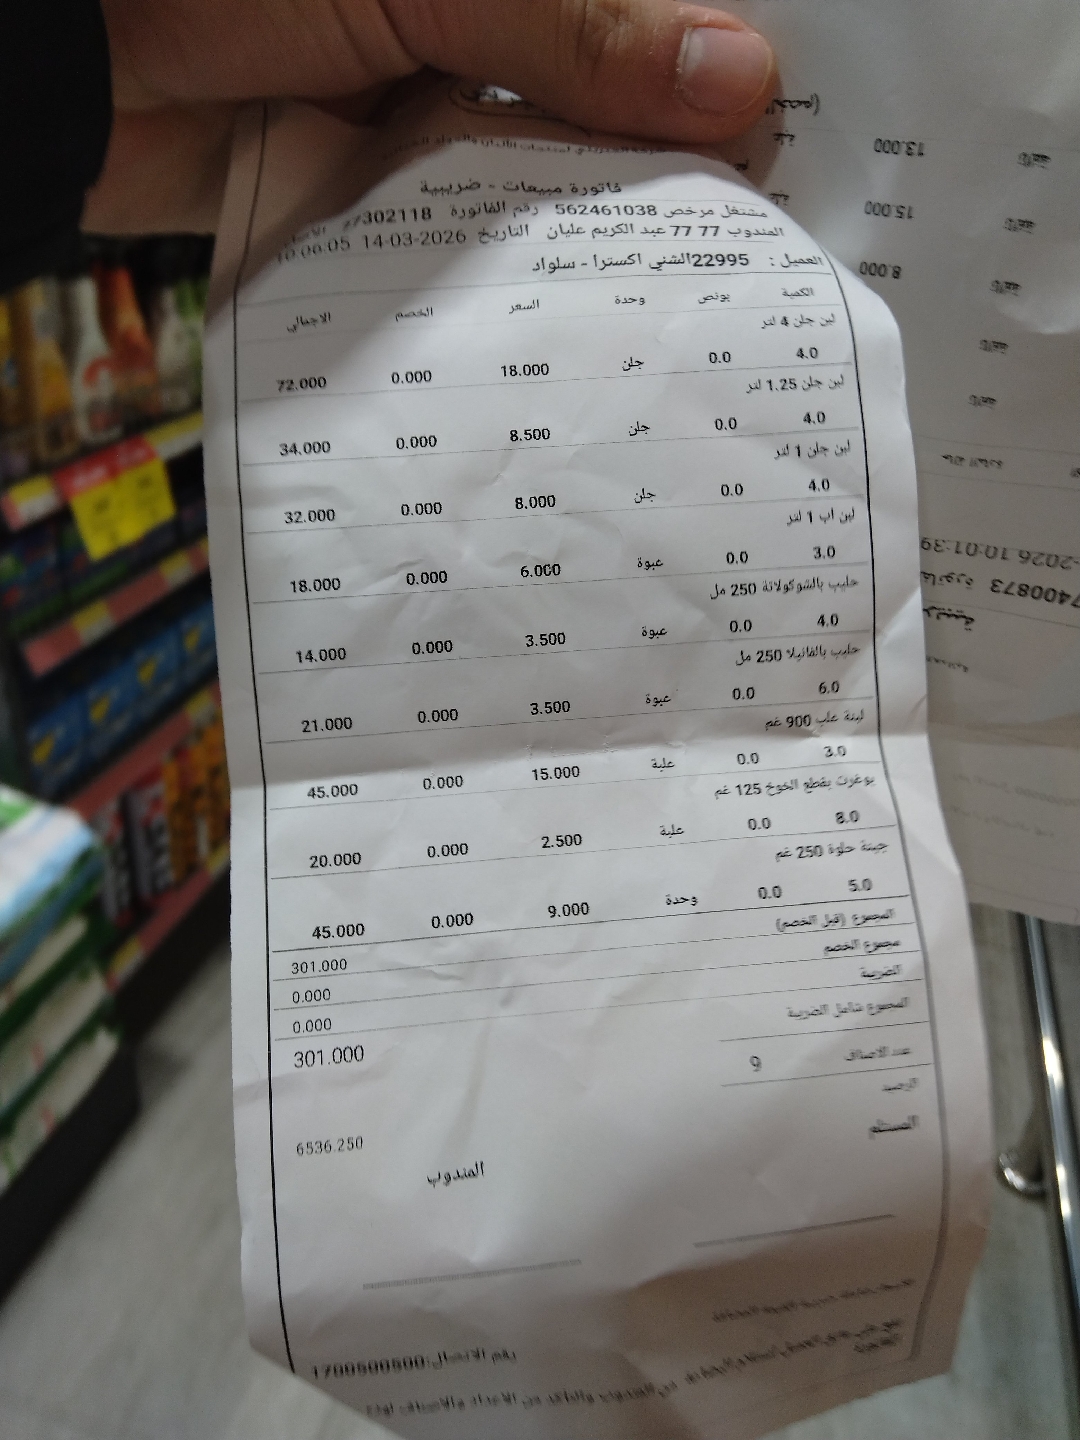 فاتورة مبيعات - ضريبية
مشتغل مرخص 562461038 رقم الفاتورة 302118
المندوب 77 77 عبد الكريم عليان التاريخ 14-03-2026 10:06:05
العميل : 22995الشني اكسترا - سلواد
الكمية بونص وحدة السعر الخصم الاجمالي
لبن جلن 4 لتر
4.0 0.0 جلن 18.000 0.000 72.000
لبن جلن 1.25 لتر
4.0 0.0 جلن 8.500 0.000 34.000
لبن جلن 1 لتر
4.0 0.0 جلن 8.000 0.000 32.000
لبن اب 1 لتر
3.0 0.0 عبوة 6.000 0.000 18.000
حليب بالشوكولاتة 250 مل
4.0 0.0 عبوة 3.500 0.000 14.000
حليب بالفانيلا 250 مل
6.0 0.0 عبوة 3.500 0.000 21.000
لبنة علب 900 غم
3.0 0.0 علبة 15.000 0.000 45.000
يوغرت بقطع الخوخ 125 غم
8.0 0.0 علبة 2.500 0.000 20.000
جبنة حلوة 250 غم
5.0 0.0 وحدة 9.000 0.000 45.000
المجموع (قبل الخصم) 301.000
مجموع الخصم 0.000
الضريبة 0.000
المجموع شامل الضريبة 301.000
عدد الاصناف 9
الرصيد 6536.250
المستلم المندوب
رقم الاتصال:1700500500
13.000
15.000
8.000
10:01:39 2026-
7400873